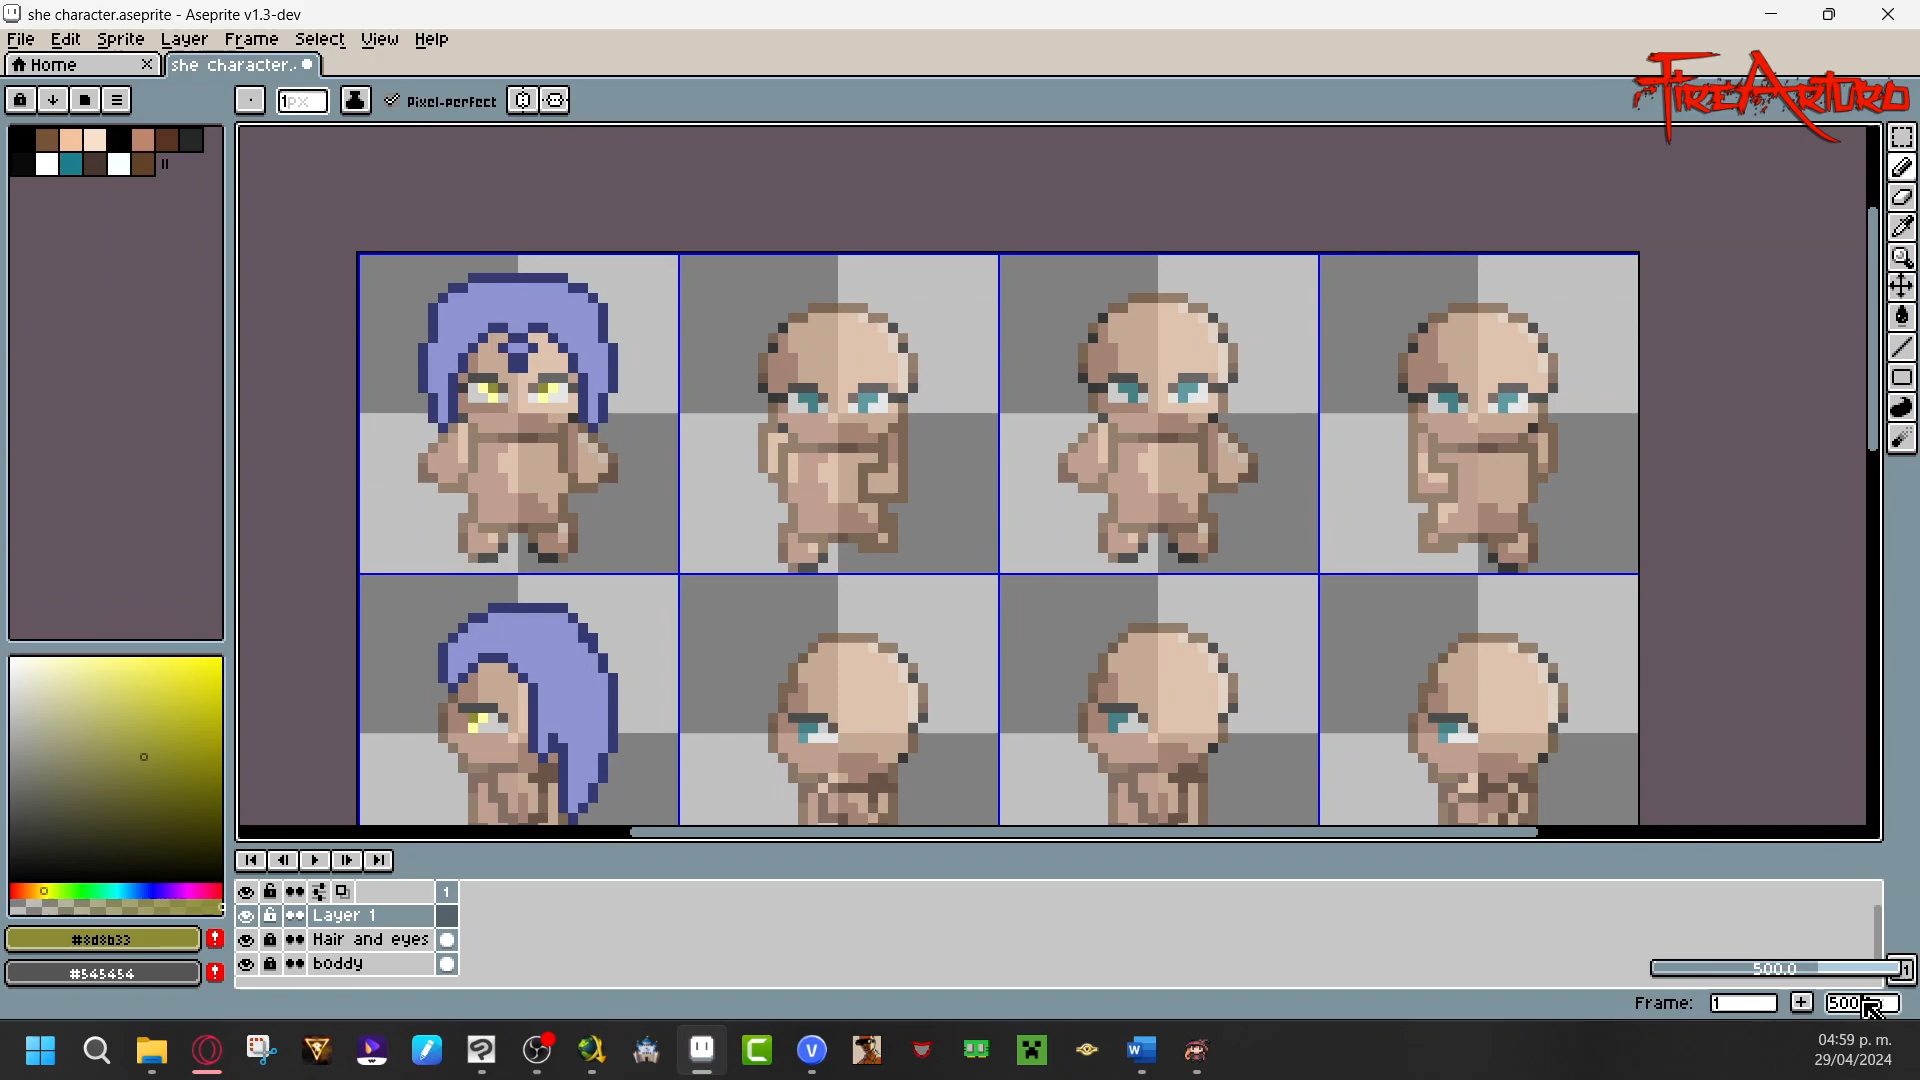 she character.aseprite - Aseprite v1.3-dev
File Edit Sprite Layer Frame Select View Help
Home
she character.
FireArturo
1px
Pixel-perfect
1
Layer 1
Hair and eyes
boddy
#8d8b33
#545454
500.0
1
Frame: 1
500
04:59 p. m.
29/04/2024